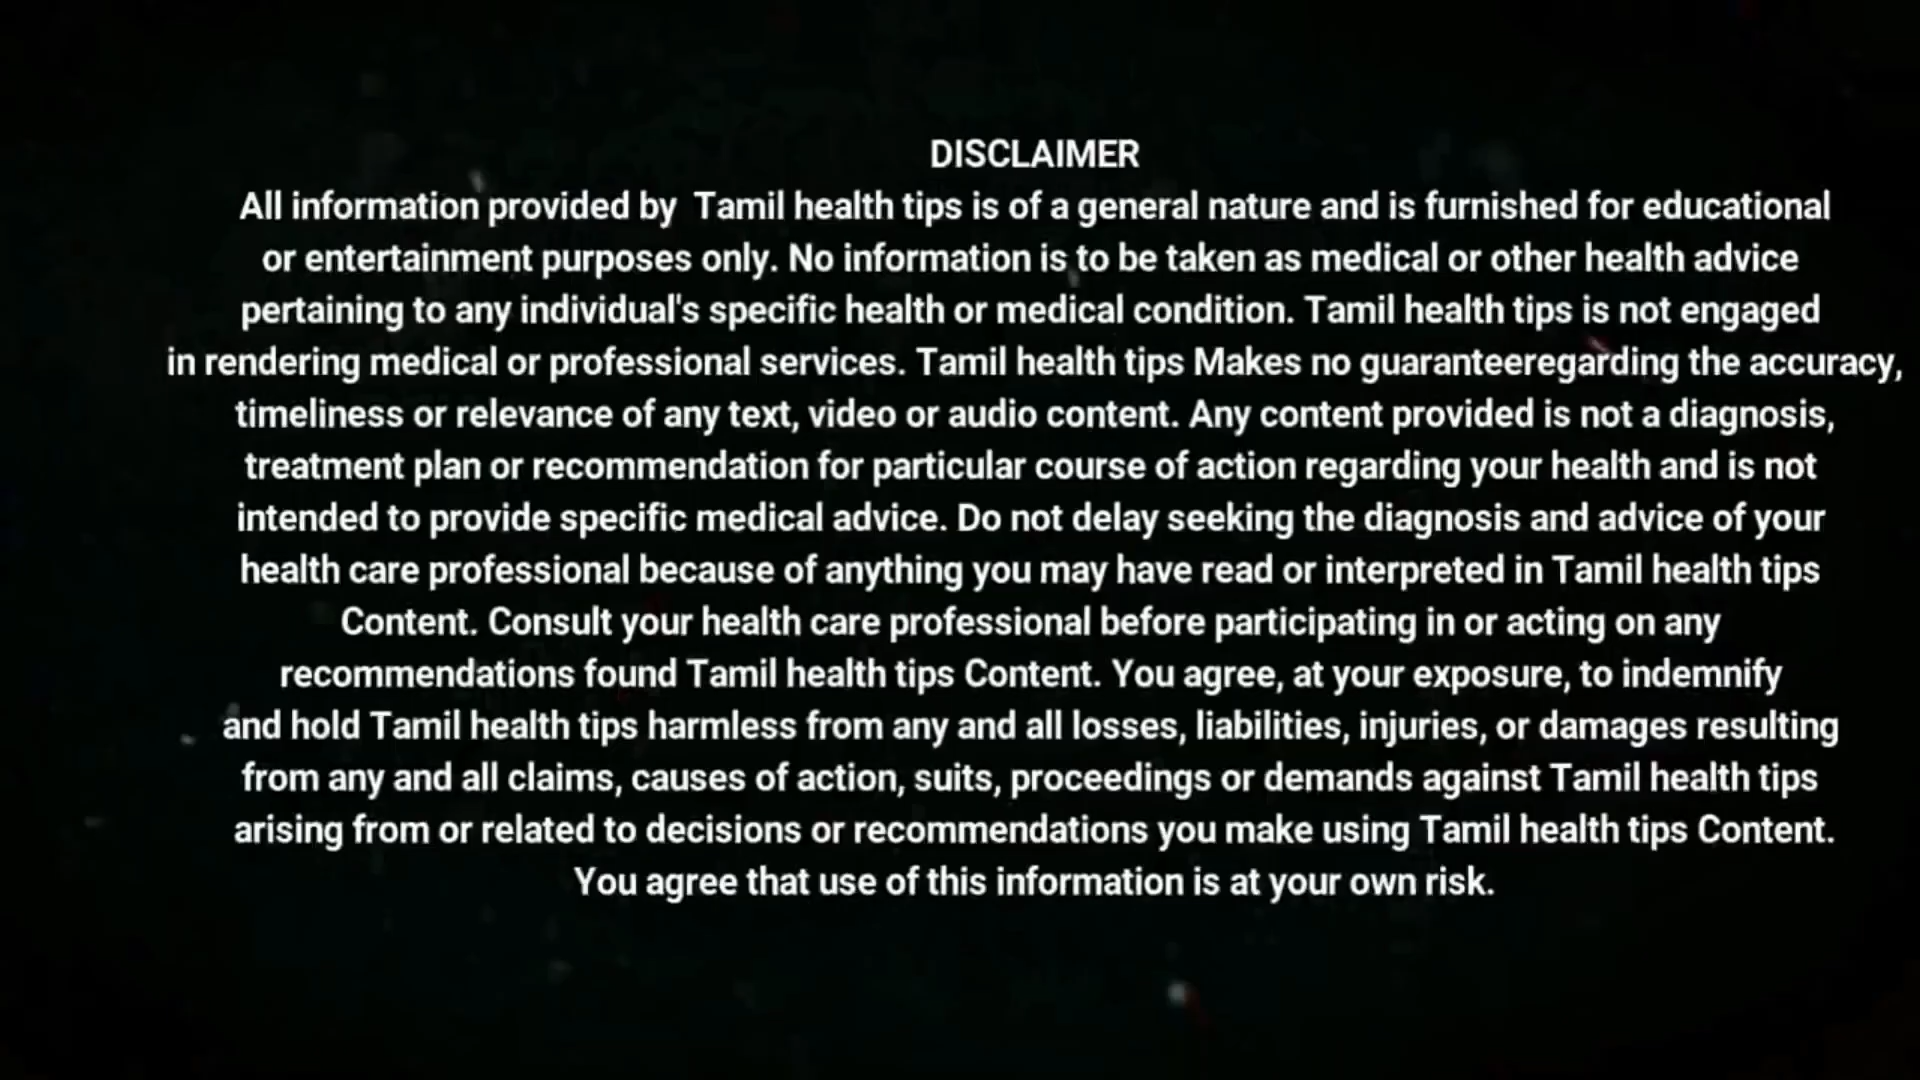 DISCLAIMER
All information provided by  Tamil health tips is of a general nature and is furnished for educational
or entertainment purposes only. No information is to be taken as medical or other health advice
pertaining to any individual's specific health or medical condition. Tamil health tips is not engaged
in rendering medical or professional services. Tamil health tips Makes no guaranteeregarding the accuracy,
timeliness or relevance of any text, video or audio content. Any content provided is not a diagnosis,
treatment plan or recommendation for particular course of action regarding your health and is not
intended to provide specific medical advice. Do not delay seeking the diagnosis and advice of your
health care professional because of anything you may have read or interpreted in Tamil health tips
Content. Consult your health care professional before participating in or acting on any
recommendations found Tamil health tips Content. You agree, at your exposure, to indemnify
and hold Tamil health tips harmless from any and all losses, liabilities, injuries, or damages resulting
from any and all claims, causes of action, suits, proceedings or demands against Tamil health tips
arising from or related to decisions or recommendations you make using Tamil health tips Content.
You agree that use of this information is at your own risk.